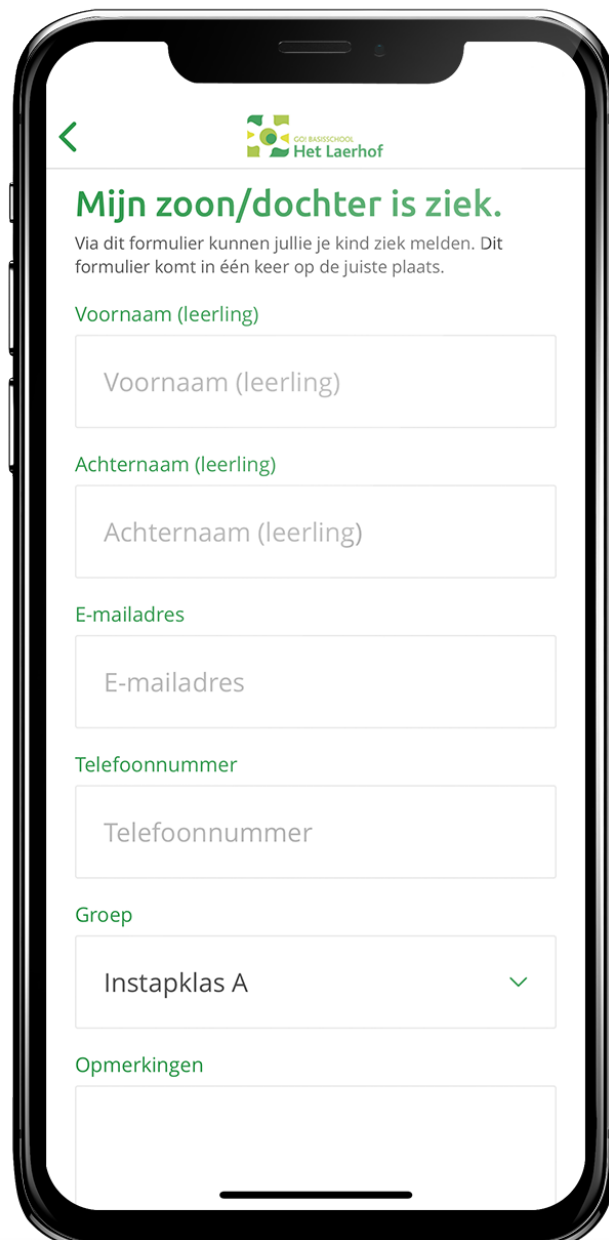 GO! BASISSCHOOL
Het Laerhof
Mijn zoon/dochter is ziek.
Via dit formulier kunnen jullie je kind ziek melden. Dit
formulier komt in één keer op de juiste plaats.
Voornaam (leerling)
Voornaam (leerling)
Achternaam (leerling)
Achternaam (leerling)
E-mailadres
E-mailadres
Telefoonnummer
Telefoonnummer
Groep
Instapklas A
Opmerkingen